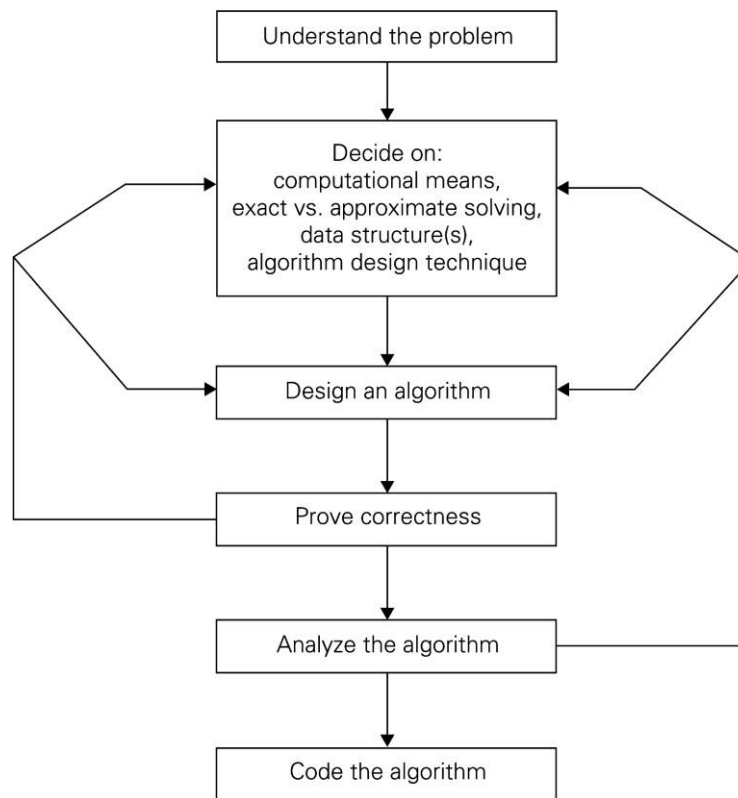 Understand the problem
Decide on:
computational means,
exact vs. approximate solving,
data structure(s),
algorithm design technique
Design an algorithm
Prove correctness
Analyze the algorithm
Code the algorithm